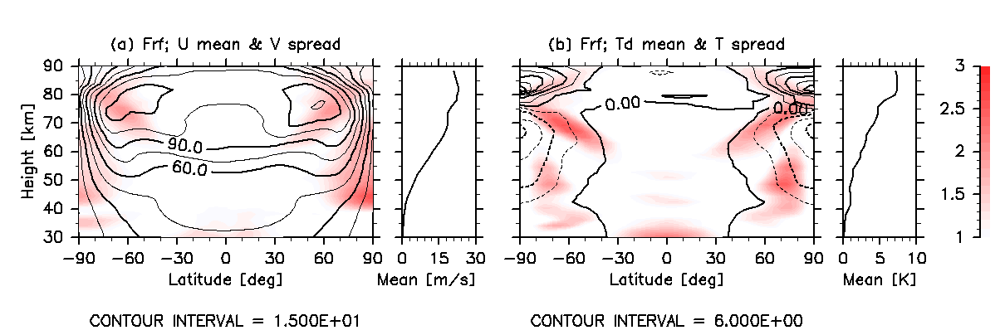 (a) Frf; U mean & V spread
(b) Frf; Td mean & T spread
90
80
70
60
50
40
30
Height [km]
90.0
60.0
−90 −60 −30 0 30 60 90
Latitude [deg]
0 15 30
Mean [m/s]
0.00
0.00
−90 −60 −30 0 30 60 90
Latitude [deg]
0 5 10
Mean [K]
3
2.5
2
1.5
1
CONTOUR INTERVAL = 1.500E+01
CONTOUR INTERVAL = 6.000E+00